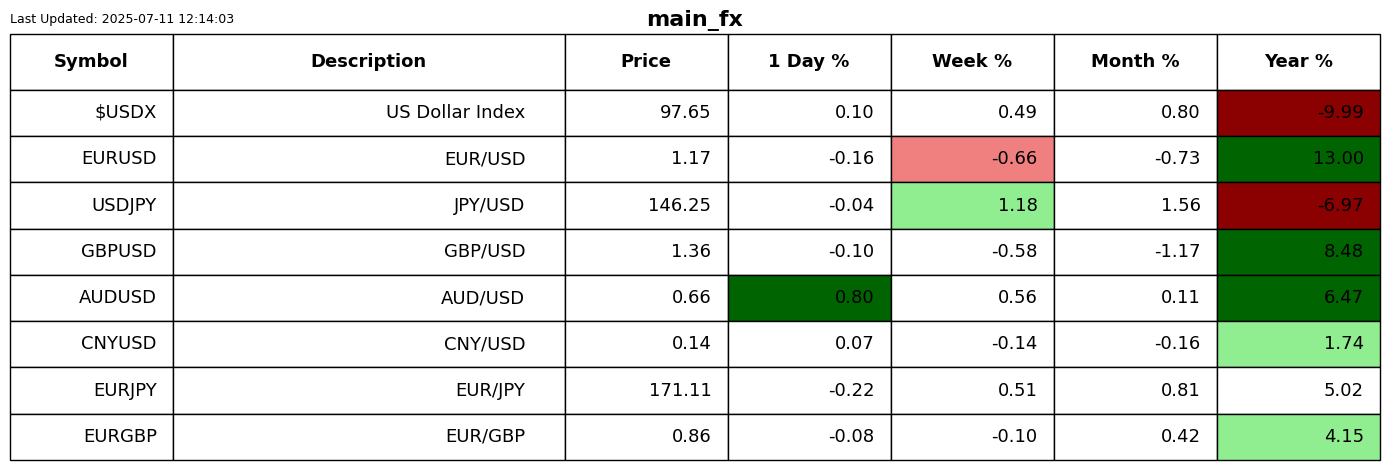 Last Updated: 2025-07-11 12:14:03
main_fx
Symbol Description Price 1 Day % Week % Month % Year %
$USDX US Dollar Index 97.65 0.10 0.49 0.80 -9.99
EURUSD EUR/USD 1.17 -0.16 -0.66 -0.73 13.00
USDJPY JPY/USD 146.25 -0.04 1.18 1.56 -6.97
GBPUSD GBP/USD 1.36 -0.10 -0.58 -1.17 8.48
AUDUSD AUD/USD 0.66 0.80 0.56 0.11 6.47
CNYUSD CNY/USD 0.14 0.07 -0.14 -0.16 1.74
EURJPY EUR/JPY 171.11 -0.22 0.51 0.81 5.02
EURGBP EUR/GBP 0.86 -0.08 -0.10 0.42 4.15